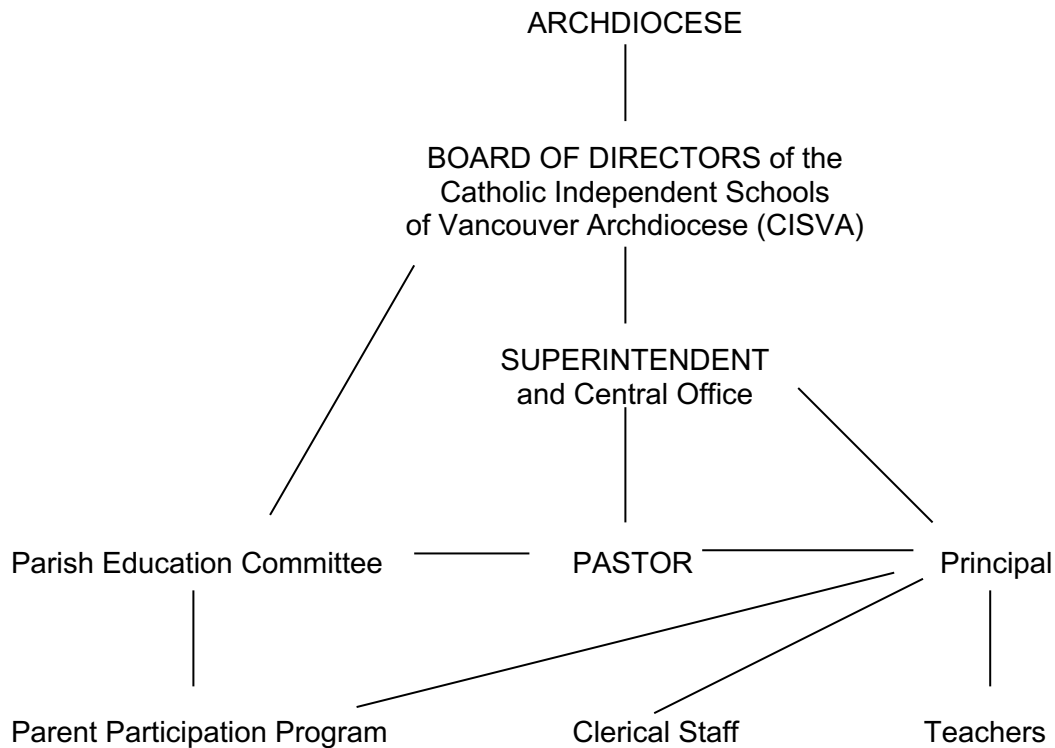 ARCHDIOCESE
BOARD OF DIRECTORS of the
Catholic Independent Schools
of Vancouver Archdiocese (CISVA)
SUPERINTENDENT
and Central Office
Parish Education Committee
PASTOR
Principal
Parent Participation Program
Clerical Staff
Teachers